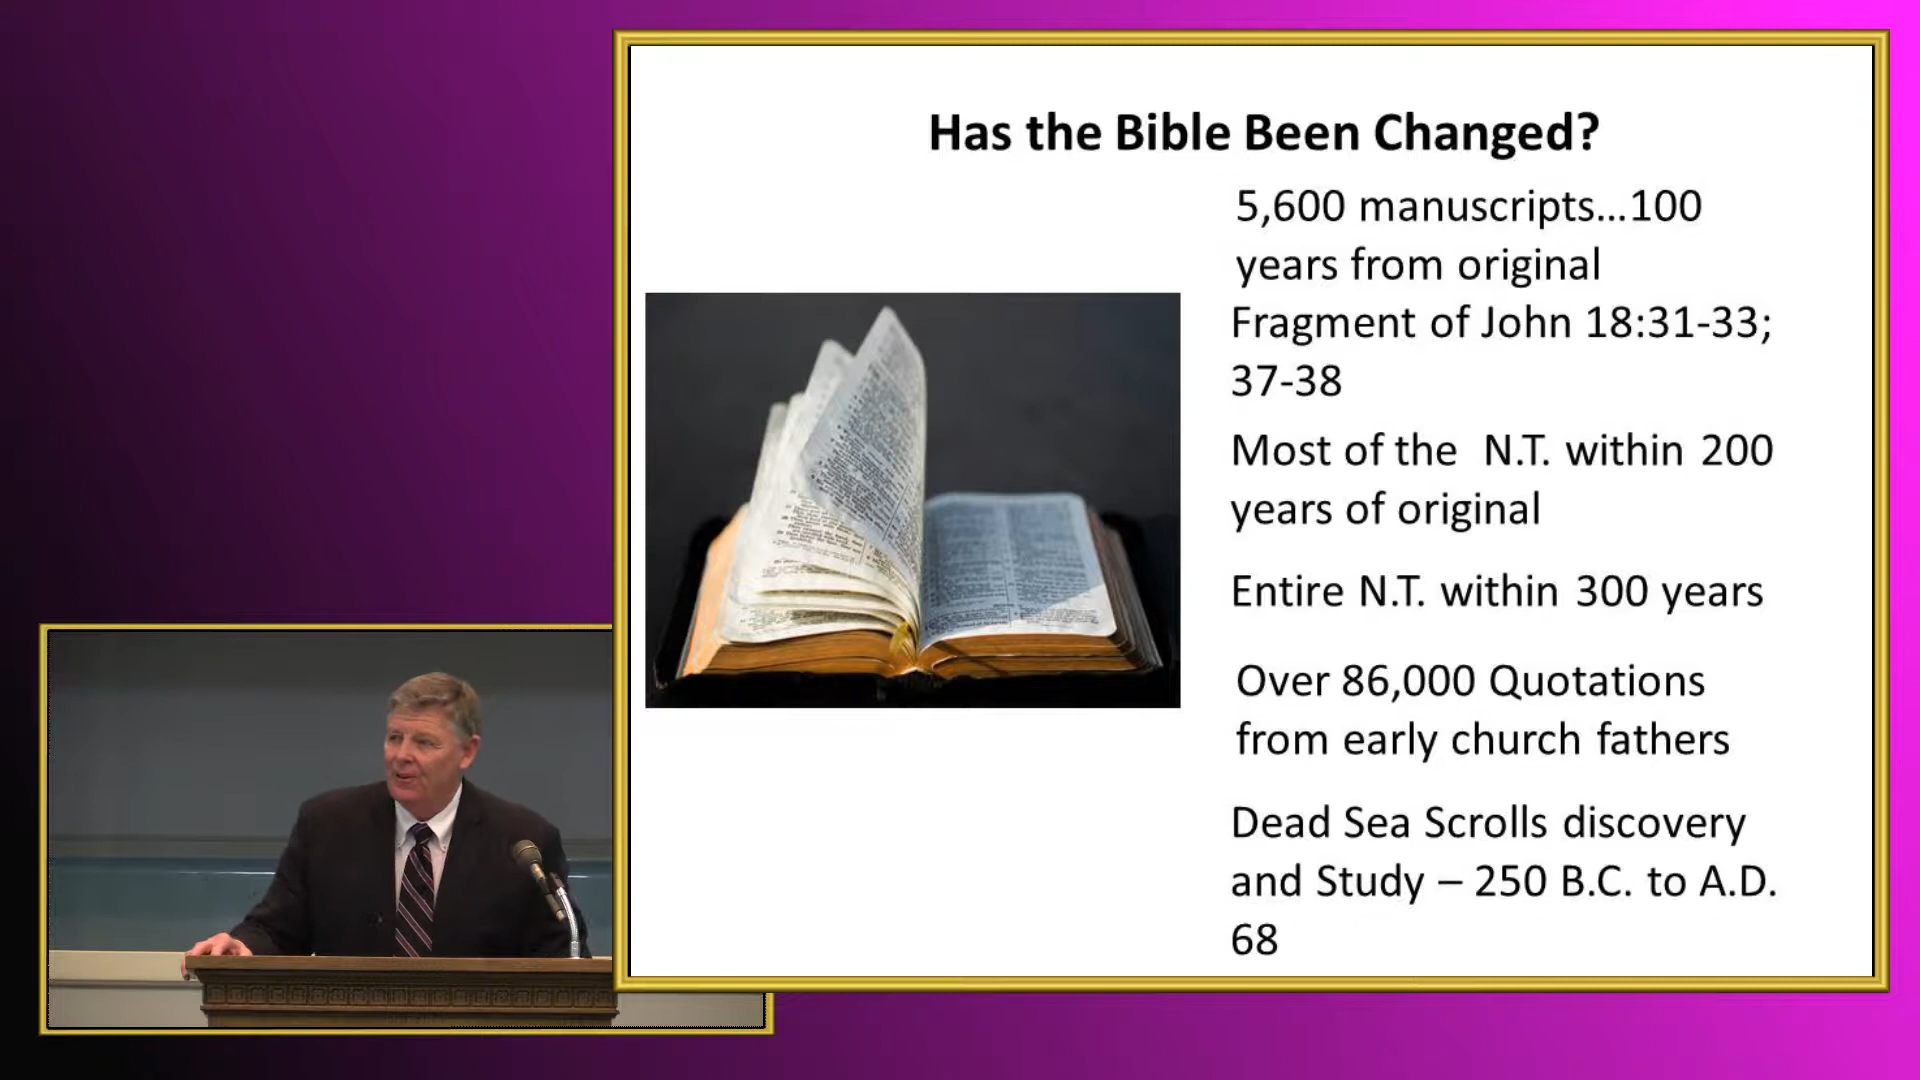 Has the Bible Been Changed?
5,600 manuscripts...100
years from original
Fragment of John 18:31-33;
37-38
Most of the N.T. within 200
years of original
Entire N.T. within 300 years
Over 86,000 Quotations
from early church fathers
Dead Sea Scrolls discovery
and Study – 250 B.C. to A.D.
68